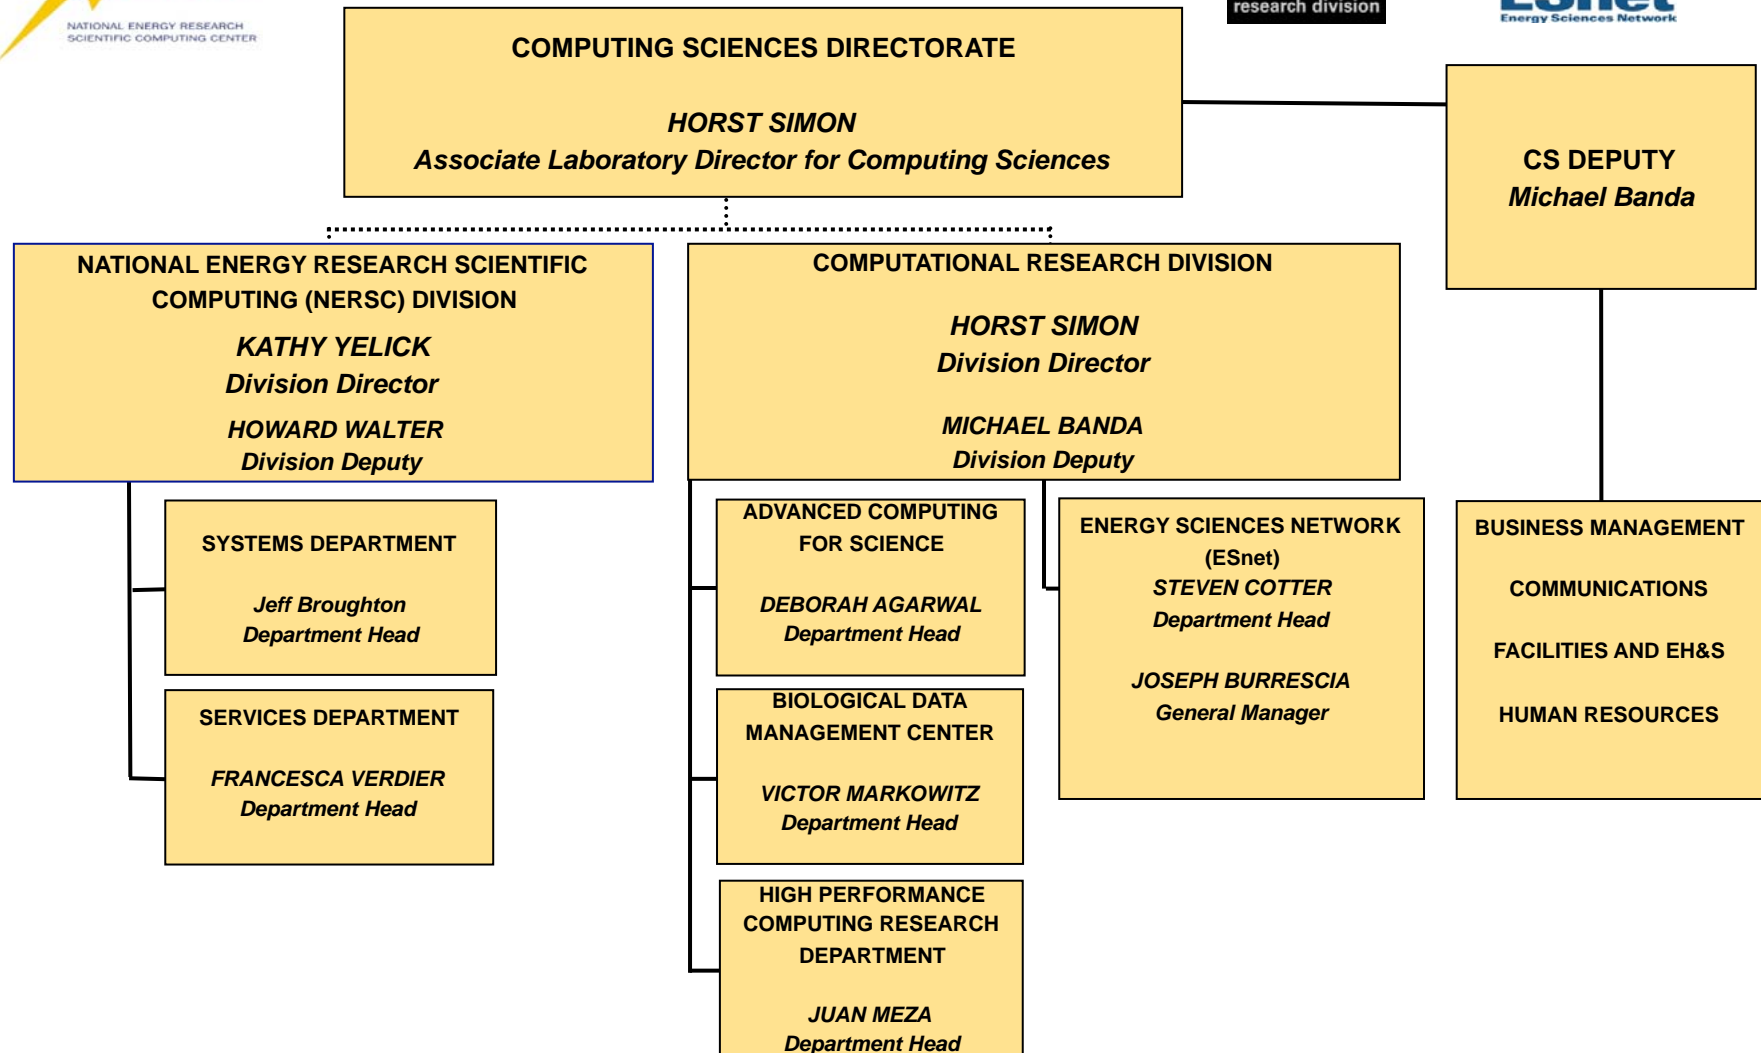 NATIONAL ENERGY RESEARCH
SCIENTIFIC COMPUTING CENTER
research division
ESnet
Energy Sciences Network
COMPUTING SCIENCES DIRECTORATE
HORST SIMON
Associate Laboratory Director for Computing Sciences
CS DEPUTY
Michael Banda
NATIONAL ENERGY RESEARCH SCIENTIFIC
COMPUTING (NERSC) DIVISION
KATHY YELICK
Division Director
HOWARD WALTER
Division Deputy
COMPUTATIONAL RESEARCH DIVISION
HORST SIMON
Division Director
MICHAEL BANDA
Division Deputy
SYSTEMS DEPARTMENT
Jeff Broughton
Department Head
SERVICES DEPARTMENT
FRANCESCA VERDIER
Department Head
ADVANCED COMPUTING
FOR SCIENCE
DEBORAH AGARWAL
Department Head
BIOLOGICAL DATA
MANAGEMENT CENTER
VICTOR MARKOWITZ
Department Head
HIGH PERFORMANCE
COMPUTING RESEARCH
DEPARTMENT
JUAN MEZA
Department Head
ENERGY SCIENCES NETWORK
(ESnet)
STEVEN COTTER
Department Head
JOSEPH BURRESCIA
General Manager
BUSINESS MANAGEMENT
COMMUNICATIONS
FACILITIES AND EH&S
HUMAN RESOURCES